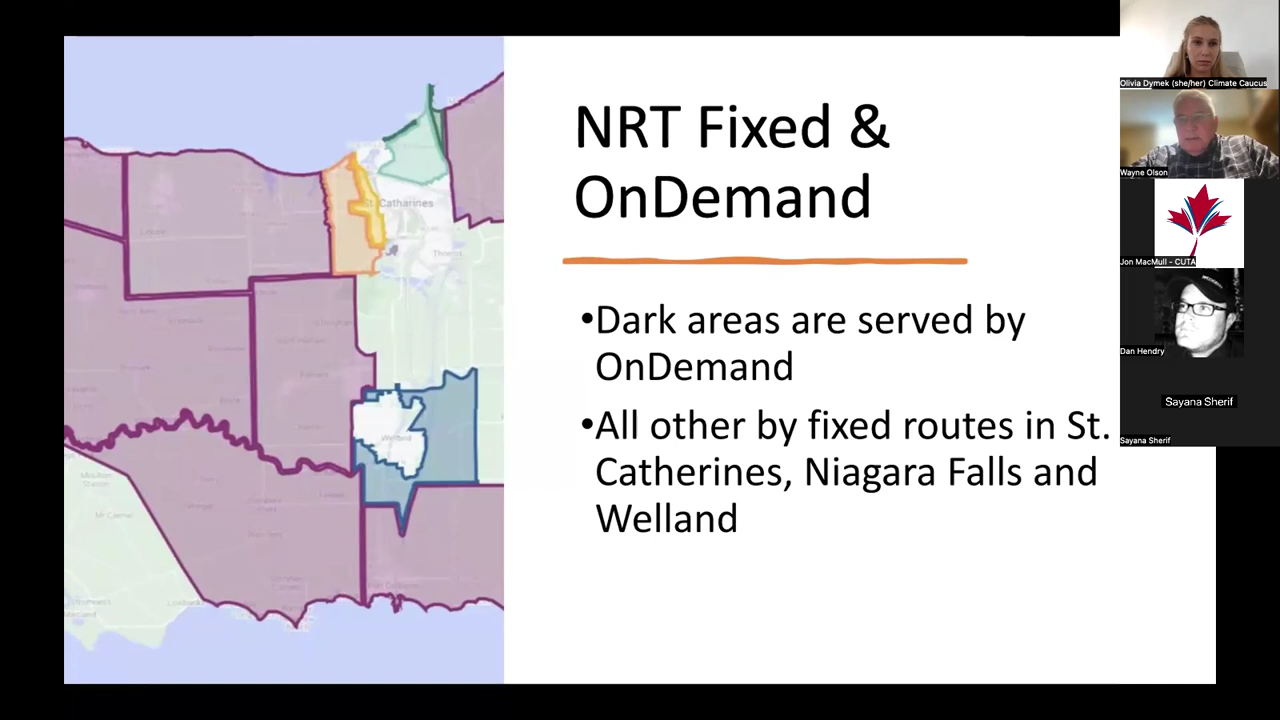 NRT Fixed &
OnDemand
•Dark areas are served by
OnDemand
•All other by fixed routes in St.
Catherines, Niagara Falls and
Welland
St. Catharines
Welland
Olivia Dymek (she/her) Climate Caucus
Wayne Olson
Jon MacMull - CUTA
Dan Hendry
Sayana Sherif
Sayana Sherif